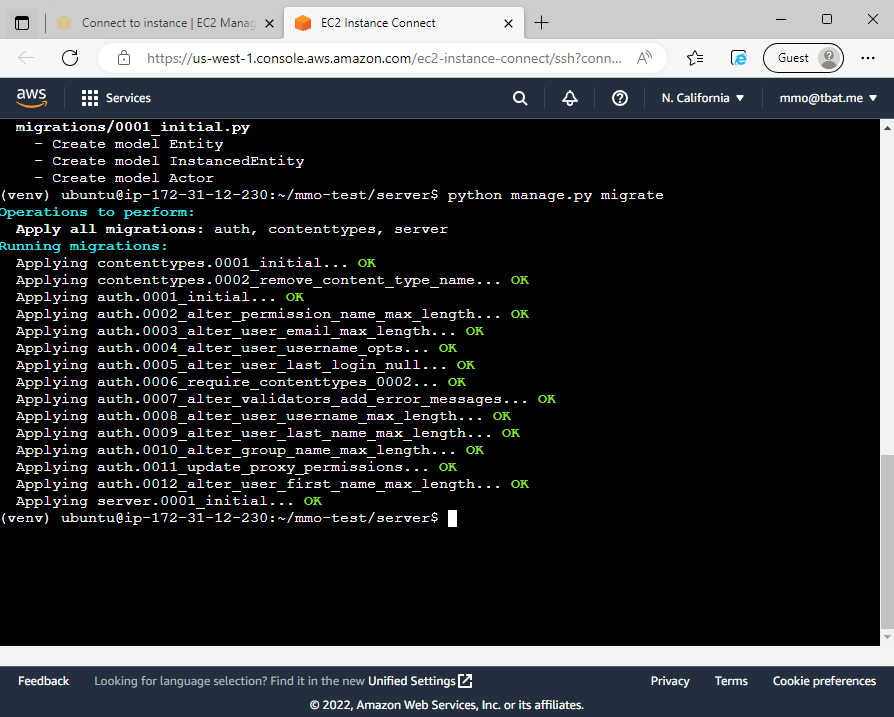 Connect to instance | EC2 Manag
EC2 Instance Connect
https://us-west-1.console.aws.amazon.com/ec2-instance-connect/ssh?conn...
Guest
aws
Services
N. California
mmo@tbat.me
migrations/0001_initial.py
- Create model Entity
- Create model InstancedEntity
- Create model Actor
(venv) ubuntu@ip-172-31-12-230:~/mmo-test/server$ python manage.py migrate
Operations to perform:
Apply all migrations: auth, contenttypes, server
Running migrations:
Applying contenttypes.0001_initial... OK
Applying contenttypes.0002_remove_content_type_name... OK
Applying auth.0001_initial... OK
Applying auth.0002_alter_permission_name_max_length... OK
Applying auth.0003_alter_user_email_max_length... OK
Applying auth.0004_alter_user_username_opts... OK
Applying auth.0005_alter_user_last_login_null... OK
Applying auth.0006_require_contenttypes_0002... OK
Applying auth.0007_alter_validators_add_error_messages... OK
Applying auth.0008_alter_user_username_max_length... OK
Applying auth.0009_alter_user_last_name_max_length... OK
Applying auth.0010_alter_group_name_max_length... OK
Applying auth.0011_update_proxy_permissions... OK
Applying auth.0012_alter_user_first_name_max_length... OK
Applying server.0001_initial... OK
(venv) ubuntu@ip-172-31-12-230:~/mmo-test/server$
Feedback
Looking for language selection? Find it in the new Unified Settings
Privacy
Terms
Cookie preferences
© 2022, Amazon Web Services, Inc. or its affiliates.